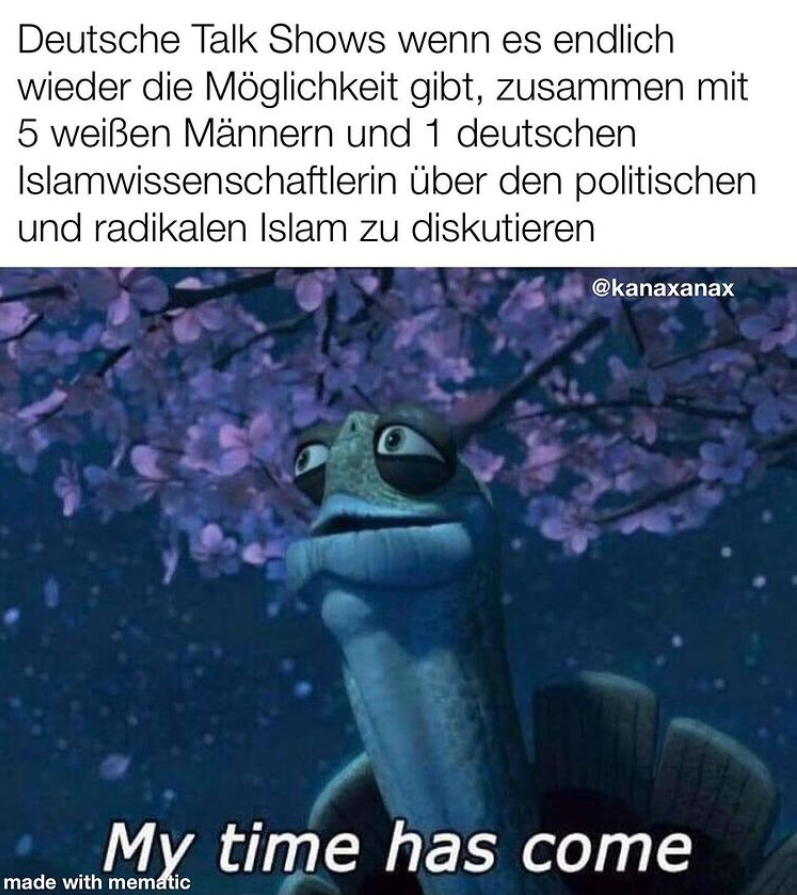 Deutsche Talk Shows wenn es endlich
wieder die Möglichkeit gibt, zusammen mit
5 weißen Männern und 1 deutschen
Islamwissenschaftlerin über den politischen
und radikalen Islam zu diskutieren
@kanaxanax
My time has come
made with mematic